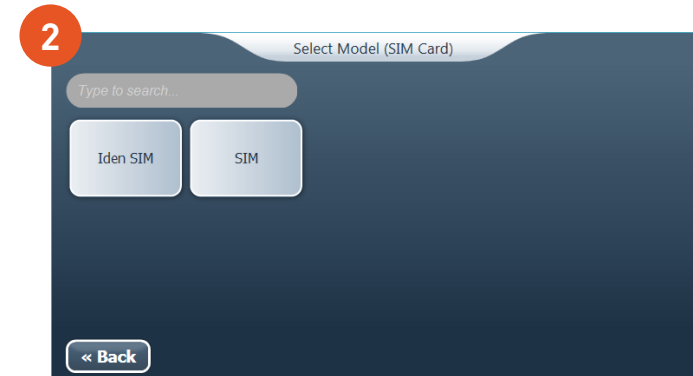 2
Select Model (SIM Card)
Type to search...
Iden SIM
SIM
« Back